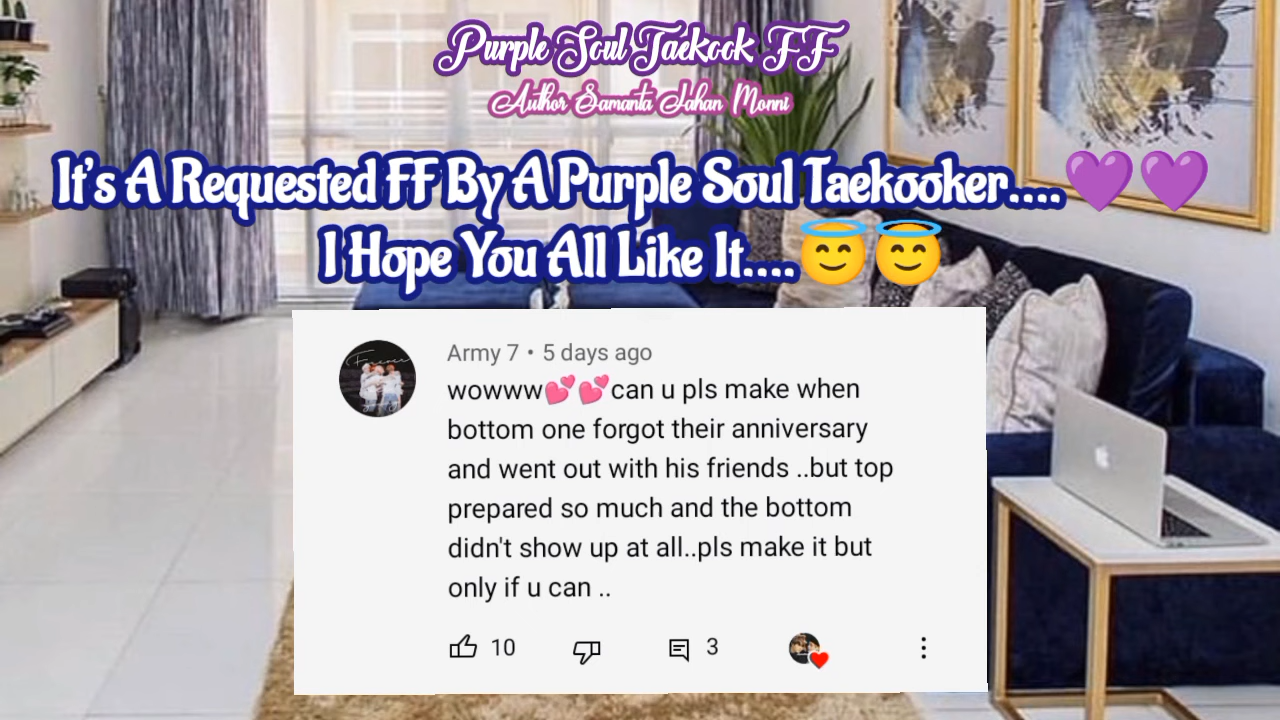 Purple Soul Taekook FF
Author Samanta Jahan Monni
It's A Requested FF By A Purple Soul Taekooker....💜💜
I Hope You All Like It....😇😇
Forever
Army 7 • 5 days ago
wowww💕💕can u pls make when
bottom one forgot their anniversary
and went out with his friends ..but top
prepared so much and the bottom
didn't show up at all..pls make it but
only if u can ..
10
3